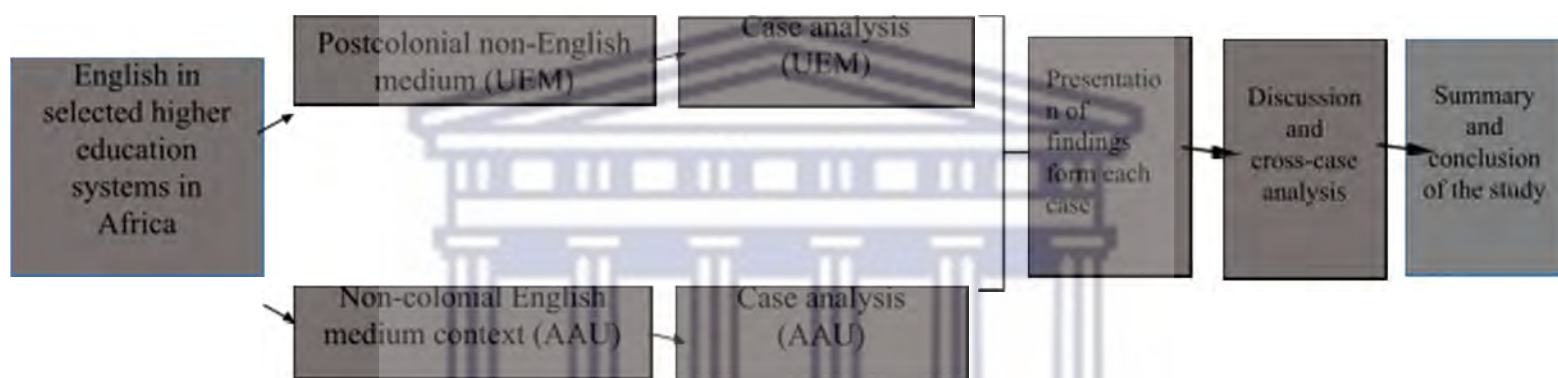 English in
selected higher
education
systems in
Africa
Postcolonial non-English
medium (UEM)
Case analysis
(UEM)
Non-colonial English
medium context (AAU)
Case analysis
(AAU)
Presentatio
n of
findings
form each
case
Discussion
and
cross-case
analysis
Summary
and
conclusion
of the study